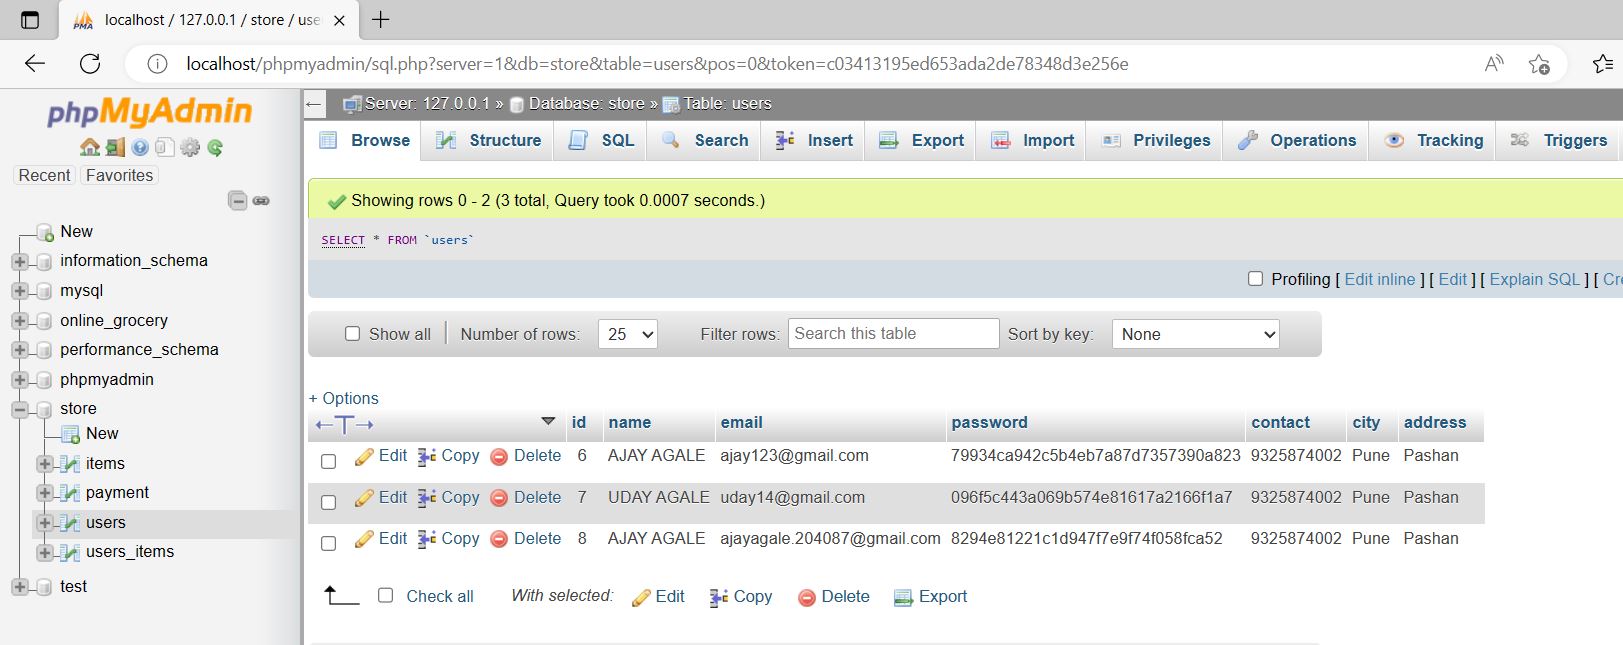 localhost / 127.0.0.1 / store / use
localhost/phpmyadmin/sql.php?server=1&db=store&table=users&pos=0&token=c03413195ed653ada2de78348d3e256e
phpMyAdmin
Recent Favorites
New
information_schema
mysql
online_grocery
performance_schema
phpmyadmin
store
New
items
payment
users
users_items
test
Server: 127.0.0.1 » Database: store » Table: users
Browse Structure SQL Search Insert Export Import Privileges Operations Tracking Triggers
Showing rows 0 - 2 (3 total, Query took 0.0007 seconds.)
SELECT * FROM `users`
Profiling [ Edit inline ] [ Edit ] [ Explain SQL ] [ Cre
Show all Number of rows: 25 Filter rows: Search this table Sort by key: None
+ Options
id name email password contact city address
Edit Copy Delete 6 AJAY AGALE ajay123@gmail.com 79934ca942c5b4eb7a87d7357390a823 9325874002 Pune Pashan
Edit Copy Delete 7 UDAY AGALE uday14@gmail.com 096f5c443a069b574e81617a2166f1a7 9325874002 Pune Pashan
Edit Copy Delete 8 AJAY AGALE ajayagale.204087@gmail.com 8294e81221c1d947f7e9f74f058fca52 9325874002 Pune Pashan
Check all With selected: Edit Copy Delete Export